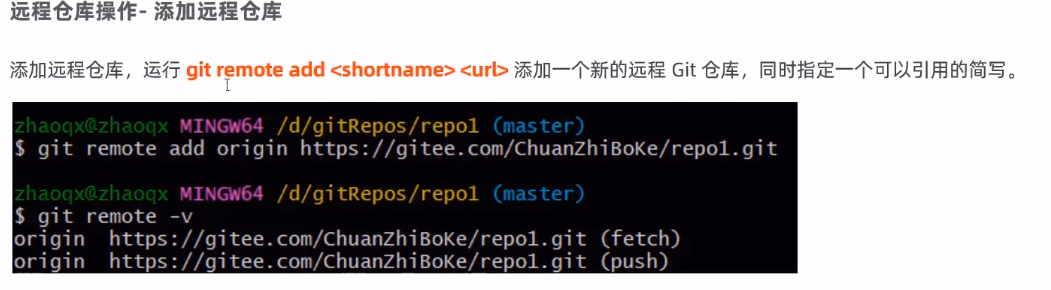 远程仓库操作- 添加远程仓库
添加远程仓库，运行 git remote add <shortname> <url> 添加一个新的远程 Git 仓库，同时指定一个可以引用的简写。
zhaoqx@zhaoqx MINGW64 /d/gitRepos/repo1 (master)
$ git remote add origin https://gitee.com/ChuanZhiBoKe/repo1.git
zhaoqx@zhaoqx MINGW64 /d/gitRepos/repo1 (master)
$ git remote -v
origin  https://gitee.com/ChuanZhiBoKe/repo1.git (fetch)
origin  https://gitee.com/ChuanZhiBoKe/repo1.git (push)